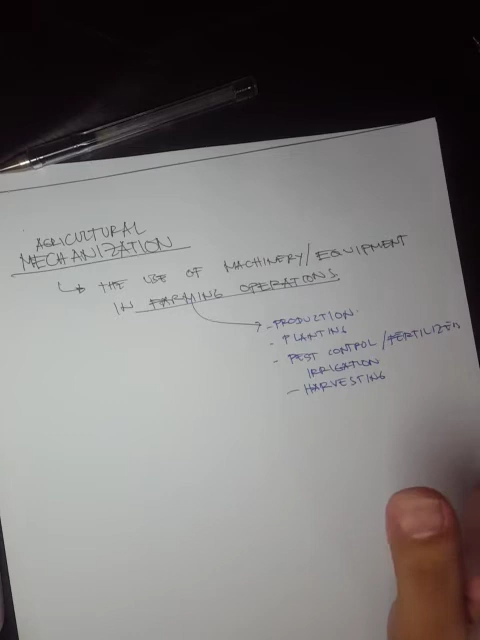 AGRICULTURAL
MECHANIZATION
↳ THE USE OF MACHINERY/EQUIPMENT
IN FARMING OPERATIONS
- PRODUCTION
- PLANTING
- PEST CONTROL/FERTILIZER
IRRIGATION
- HARVESTING